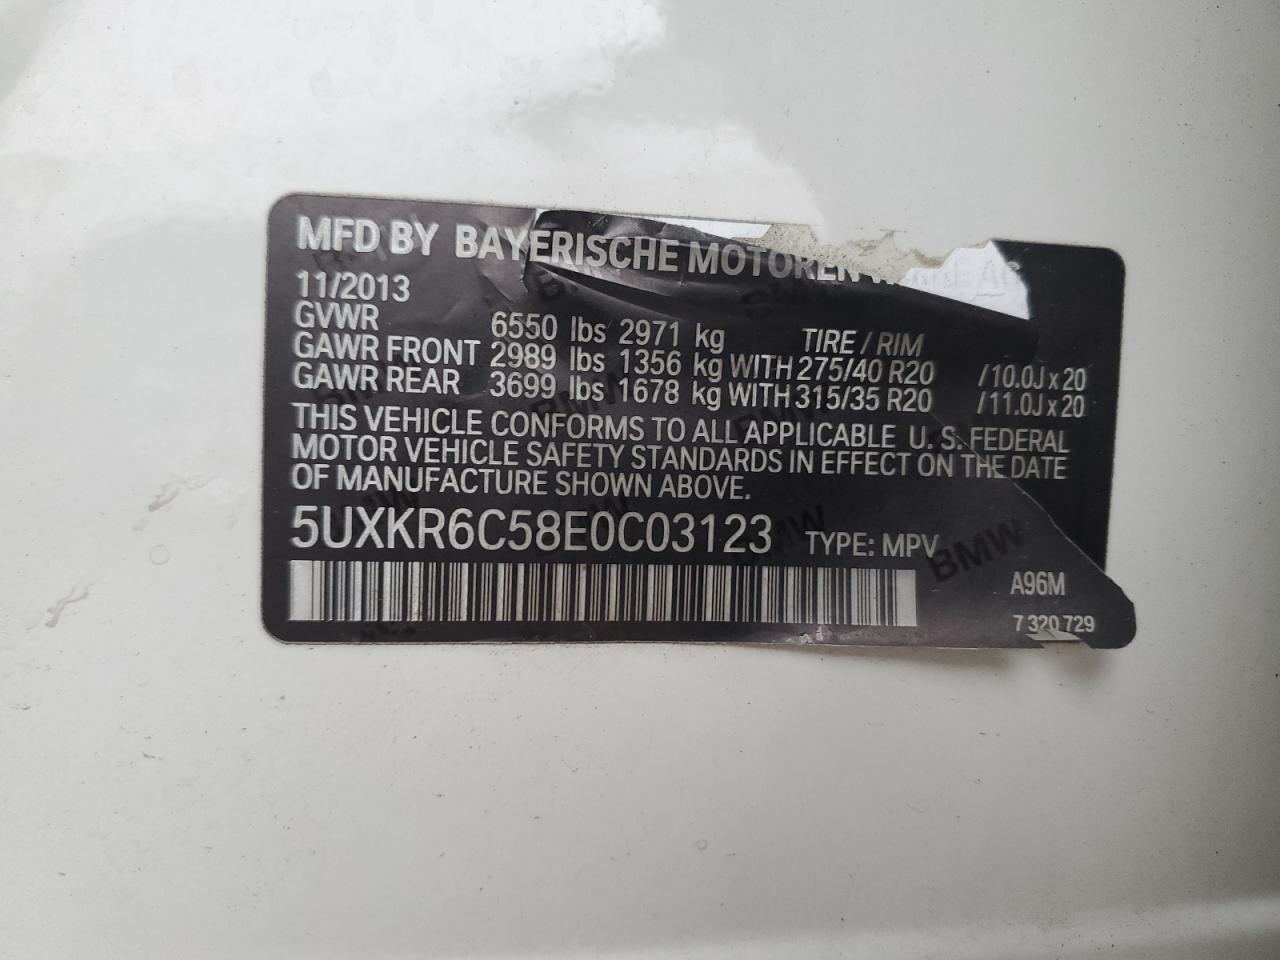 MFD BY BAYERISCHE MOTOREN AG
11/2013
GVWR 6550 lbs 2971 kg TIRE / RIM
GAWR FRONT 2989 lbs 1356 kg WITH 275/40 R20 / 10.0J x 20
GAWR REAR 3699 lbs 1678 kg WITH 315/35 R20 / 11.0J x 20
THIS VEHICLE CONFORMS TO ALL APPLICABLE U. S. FEDERAL
MOTOR VEHICLE SAFETY STANDARDS IN EFFECT ON THE DATE
OF MANUFACTURE SHOWN ABOVE.
5UXKR6C58E0C03123 TYPE: MPV
BMW
A96M
7 320 729